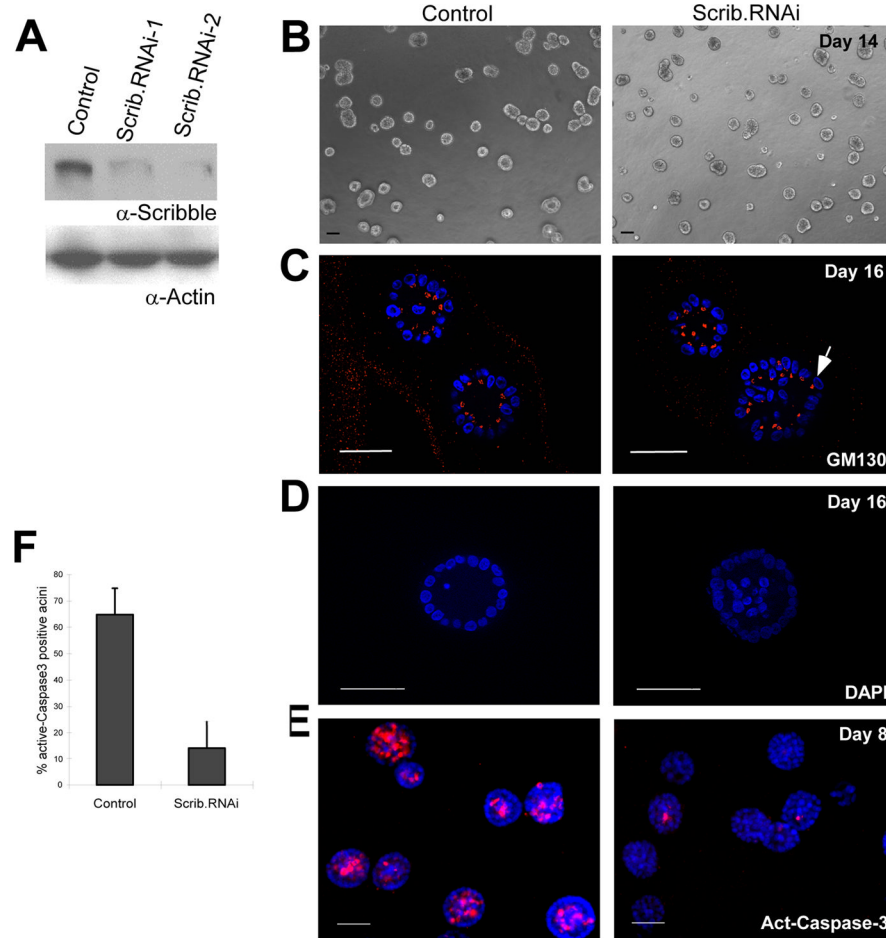 A
Control
Scrib.RNAi-1
Scrib.RNAi-2
α-Scribble
α-Actin
Control
Scrib.RNAi
B
Day 14
C
Day 16
GM130
D
Day 16
DAPI
E
Day 8
Act-Caspase-3
F
% active-Caspase3 positive acini
80
70
60
50
40
30
20
10
0
Control
Scrib.RNAi